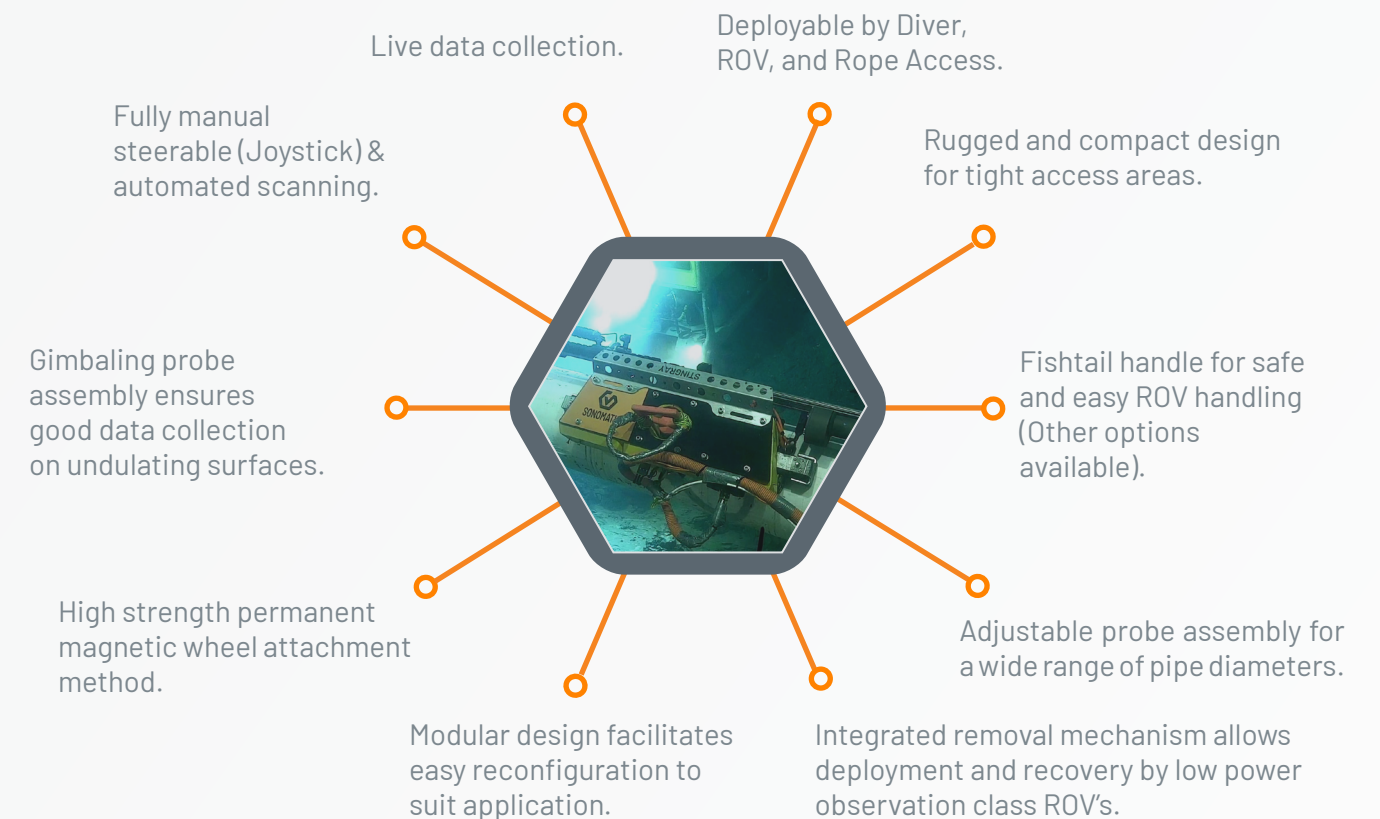 Live data collection.
Deployable by Diver,
ROV, and Rope Access.
Fully manual
steerable (Joystick) &
automated scanning.
Rugged and compact design
for tight access areas.
Gimbaling probe
assembly ensures
good data collection
on undulating surfaces.
Fishtail handle for safe
and easy ROV handling
(Other options
available).
STINGRAY
SONOMATIC
High strength permanent
magnetic wheel attachment
method.
Adjustable probe assembly for
a wide range of pipe diameters.
Modular design facilitates
easy reconfiguration to
suit application.
Integrated removal mechanism allows
deployment and recovery by low power
observation class ROV's.